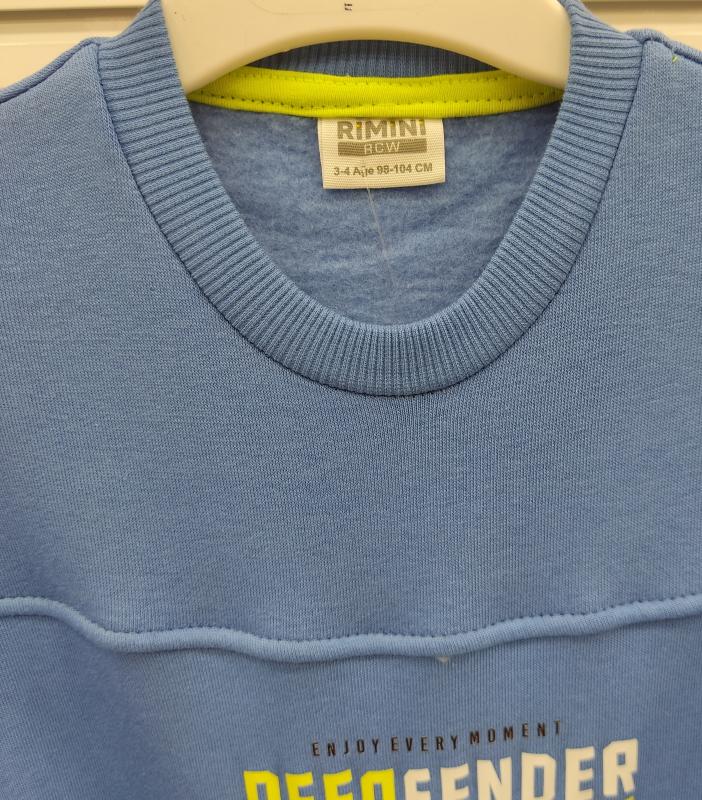 RiMiNi
RCW
3-4 Age 98-104 CM
ENJOY EVERY MOMENT